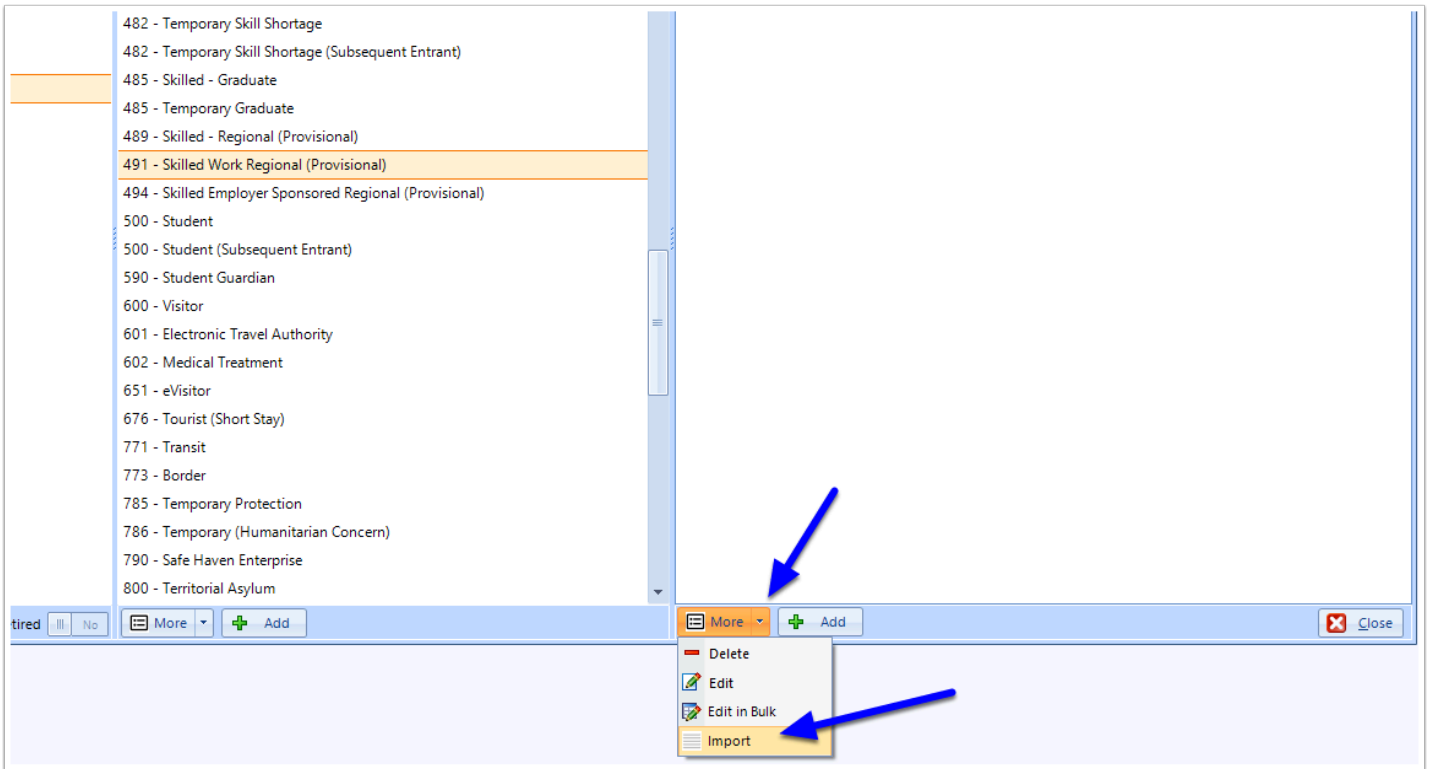 482 - Temporary Skill Shortage
482 - Temporary Skill Shortage (Subsequent Entrant)
485 - Skilled - Graduate
485 - Temporary Graduate
489 - Skilled - Regional (Provisional)
491 - Skilled Work Regional (Provisional)
494 - Skilled Employer Sponsored Regional (Provisional)
500 - Student
500 - Student (Subsequent Entrant)
590 - Student Guardian
600 - Visitor
601 - Electronic Travel Authority
602 - Medical Treatment
651 - eVisitor
676 - Tourist (Short Stay)
771 - Transit
773 - Border
785 - Temporary Protection
786 - Temporary (Humanitarian Concern)
790 - Safe Haven Enterprise
800 - Territorial Asylum
tired No More Add More Add Close
Delete
Edit
Edit in Bulk
Import